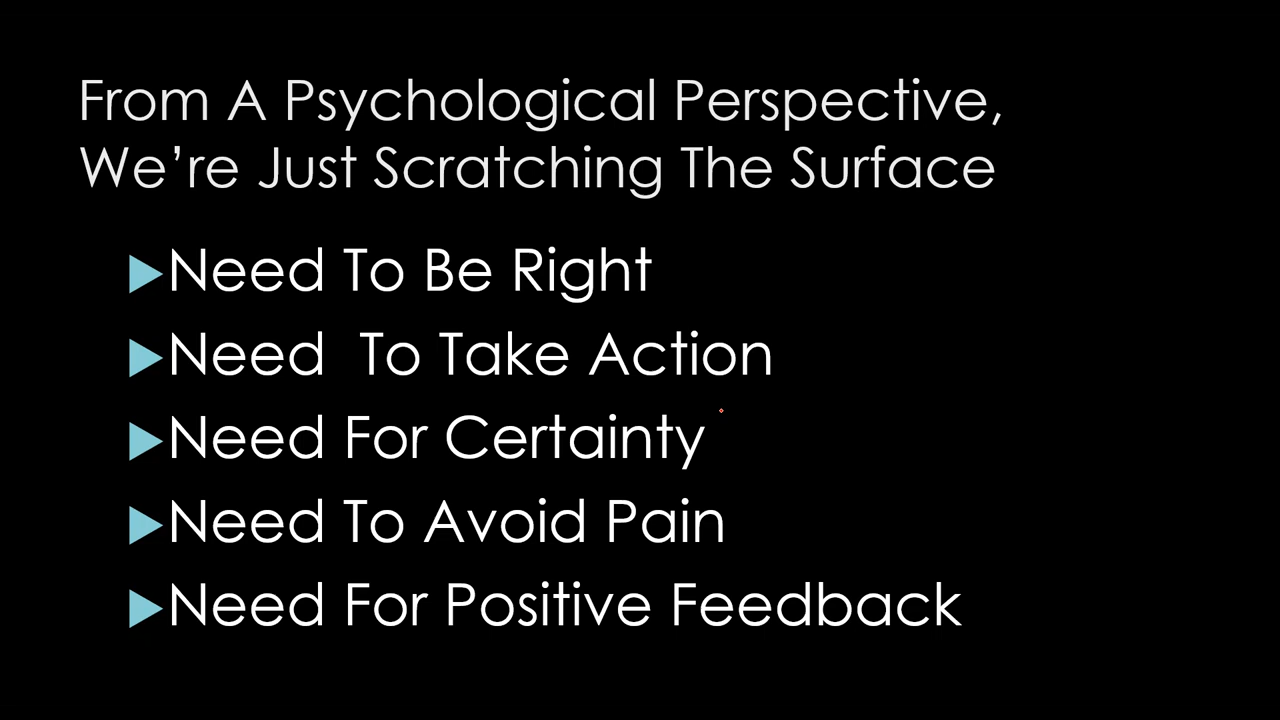 From A Psychological Perspective,
We’re Just Scratching The Surface
Need To Be Right
Need  To Take Action
Need For Certainty
Need To Avoid Pain
Need For Positive Feedback